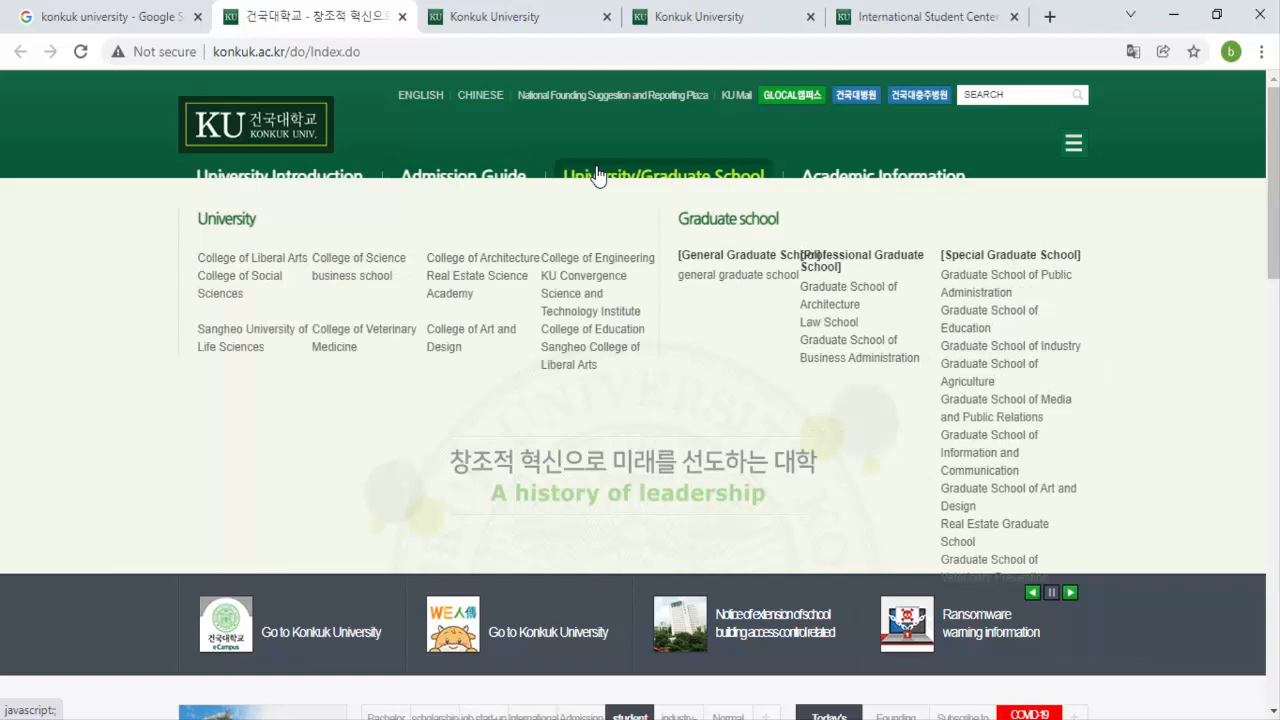 konkuk university - Google S
건국대학교 - 창조적 혁신으로
Konkuk University
Konkuk University
International Student Center
Not secure
konkuk.ac.kr/do/Index.do
b
ENGLISH
CHINESE
National Founding Suggestion and Reporting Plaza
KU Mail
GLOCAL캠퍼스
건국대병원
건국대충주병원
SEARCH
KU 건국대학교
KONKUK UNIV.
University Introduction
Admission Guide
University/Graduate School
Academic Information
University
College of Liberal Arts
College of Social
Sciences
Sangheo University of
Life Sciences
College of Science
business school
College of Veterinary
Medicine
College of Architecture
Real Estate Science
Academy
College of Art and
Design
College of Engineering
KU Convergence
Science and
Technology Institute
College of Education
Sangheo College of
Liberal Arts
Graduate school
[General Graduate School]
general graduate school
[Professional Graduate
School]
Graduate School of
Architecture
Law School
Graduate School of
Business Administration
[Special Graduate School]
Graduate School of Public
Administration
Graduate School of
Education
Graduate School of Industry
Graduate School of
Agriculture
Graduate School of Media
and Public Relations
Graduate School of
Information and
Communication
Graduate School of Art and
Design
Real Estate Graduate
School
Graduate School of
Veterinary Prevention
창조적 혁신으로 미래를 선도하는 대학
A history of leadership
건국대학교
eCampus
Go to Konkuk University
WE人傳
Go to Konkuk University
Notice of extension of school
building access control related
Ransomware
warning information
javascript:;
Bachelor
scholarship
job start-up
International
Admission
student
industry-
Normal
Today's
Founding
Subscribe to
COVID-19